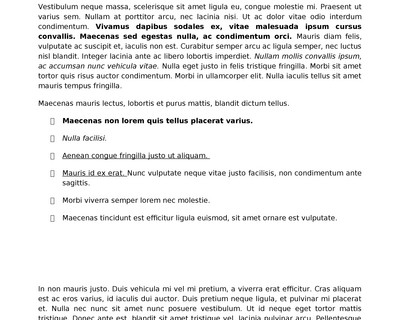 Vestibulum neque massa, scelerisque sit amet ligula eu, congue molestie mi. Praesent ut
varius sem. Nullam at porttitor arcu, nec lacinia nisi. Ut ac dolor vitae odio interdum
condimentum. Vivamus dapibus sodales ex, vitae malesuada ipsum cursus
convallis. Maecenas sed egestas nulla, ac condimentum orci. Mauris diam felis,
vulputate ac suscipit et, iaculis non est. Curabitur semper arcu ac ligula semper, nec luctus
nisl blandit. Integer lacinia ante ac libero lobortis imperdiet. Nullam mollis convallis ipsum,
ac accumsan nunc vehicula vitae. Nulla eget justo in felis tristique fringilla. Morbi sit amet
tortor quis risus auctor condimentum. Morbi in ullamcorper elit. Nulla iaculis tellus sit amet
mauris tempus fringilla.
Maecenas mauris lectus, lobortis et purus mattis, blandit dictum tellus.
Maecenas non lorem quis tellus placerat varius.
Nulla facilisi.
Aenean congue fringilla justo ut aliquam.
Mauris id ex erat. Nunc vulputate neque vitae justo facilisis, non condimentum ante
sagittis.
Morbi viverra semper lorem nec molestie.
Maecenas tincidunt est efficitur ligula euismod, sit amet ornare est vulputate.
In non mauris justo. Duis vehicula mi vel mi pretium, a viverra erat efficitur. Cras aliquam
est ac eros varius, id iaculis dui auctor. Duis pretium neque ligula, et pulvinar mi placerat
et. Nulla nec nunc sit amet nunc posuere vestibulum. Ut id neque eget tortor mattis
tristique. Donec ante est, blandit sit amet tristique vel, lacinia pulvinar arcu. Pellentesque